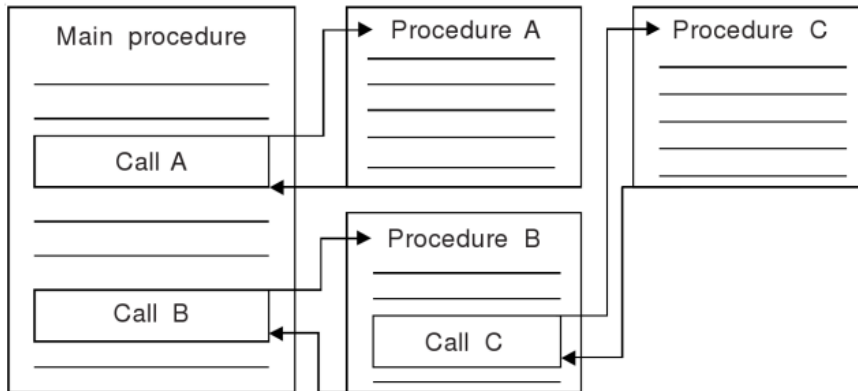 Main procedure
Call A
Call B
Procedure A
Procedure B
Call C
Procedure C